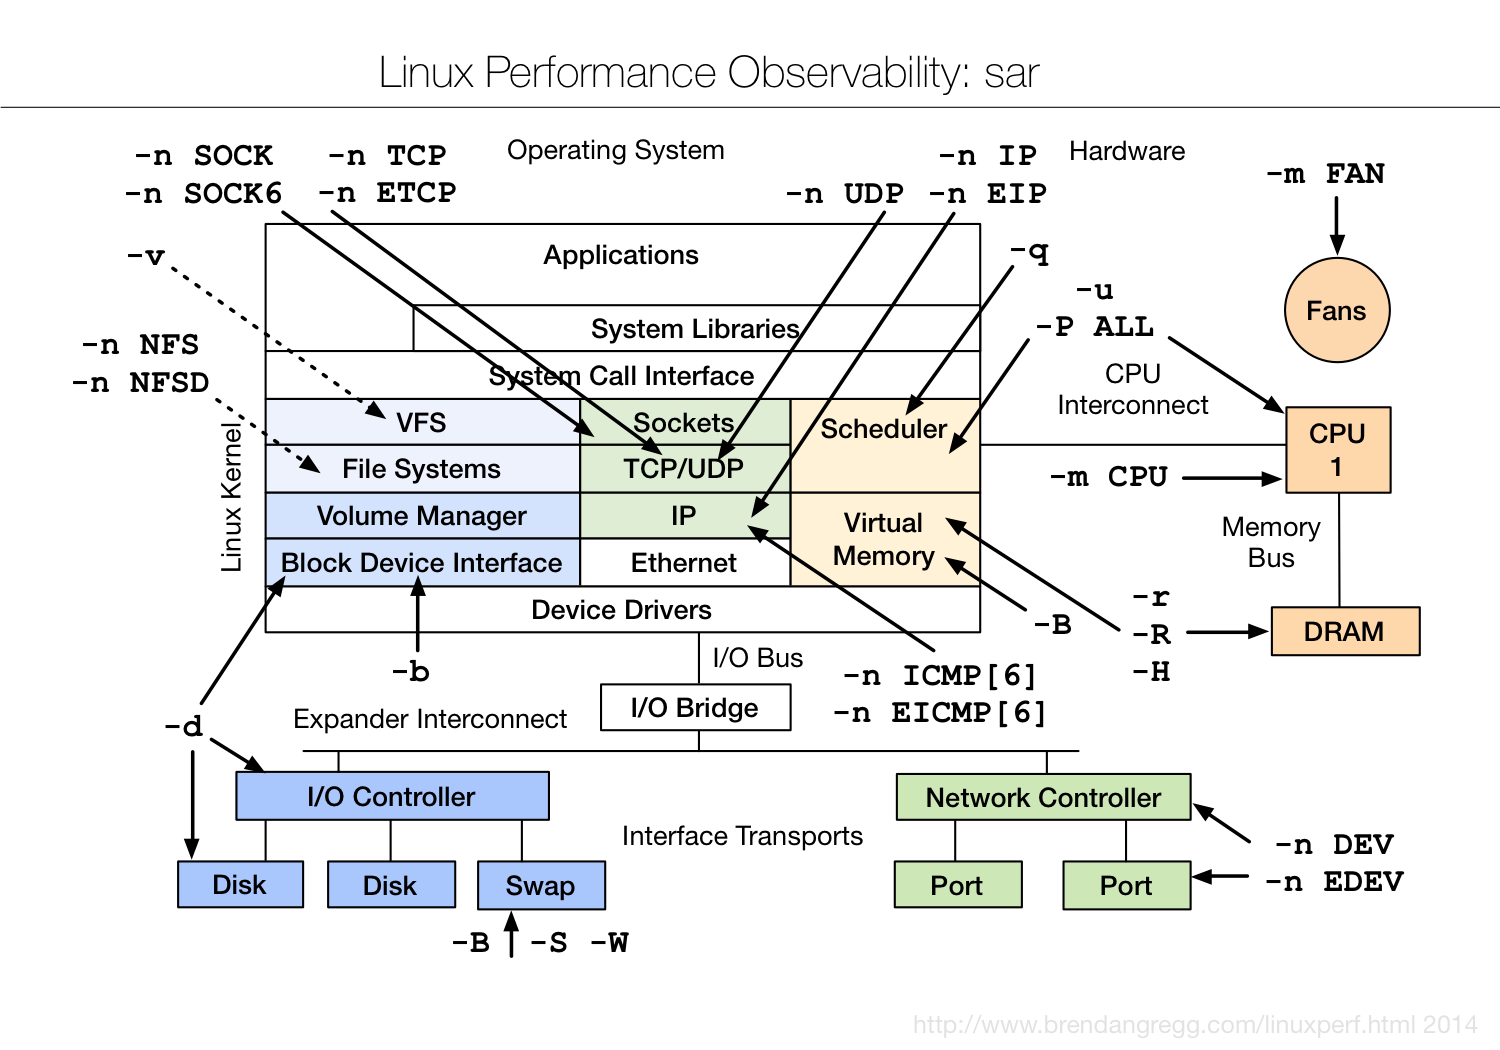 Linux Performance Observability: sar
-n SOCK
-n SOCK6
-n TCP
-n ETCP
Operating System
-n UDP
-n IP
-n EIP
Hardware
-m FAN
Fans
-v
-n NFS
-n NFSD
-q
-u
-P ALL
Applications
System Libraries
System Call Interface
VFS
Sockets
Scheduler
File Systems
TCP/UDP
Volume Manager
IP
Virtual
Memory
Block Device Interface
Ethernet
Device Drivers
Linux Kernel
CPU
Interconnect
CPU
1
-m CPU
Memory
Bus
-r
-R
-H
DRAM
-B
-b
-d
I/O Bus
-n ICMP[6]
-n EICMP[6]
I/O Bridge
Expander Interconnect
I/O Controller
Network Controller
Interface Transports
-n DEV
-n EDEV
Disk
Disk
Swap
Port
Port
-B
-S -W
http://www.brendangregg.com/linuxperf.html 2014